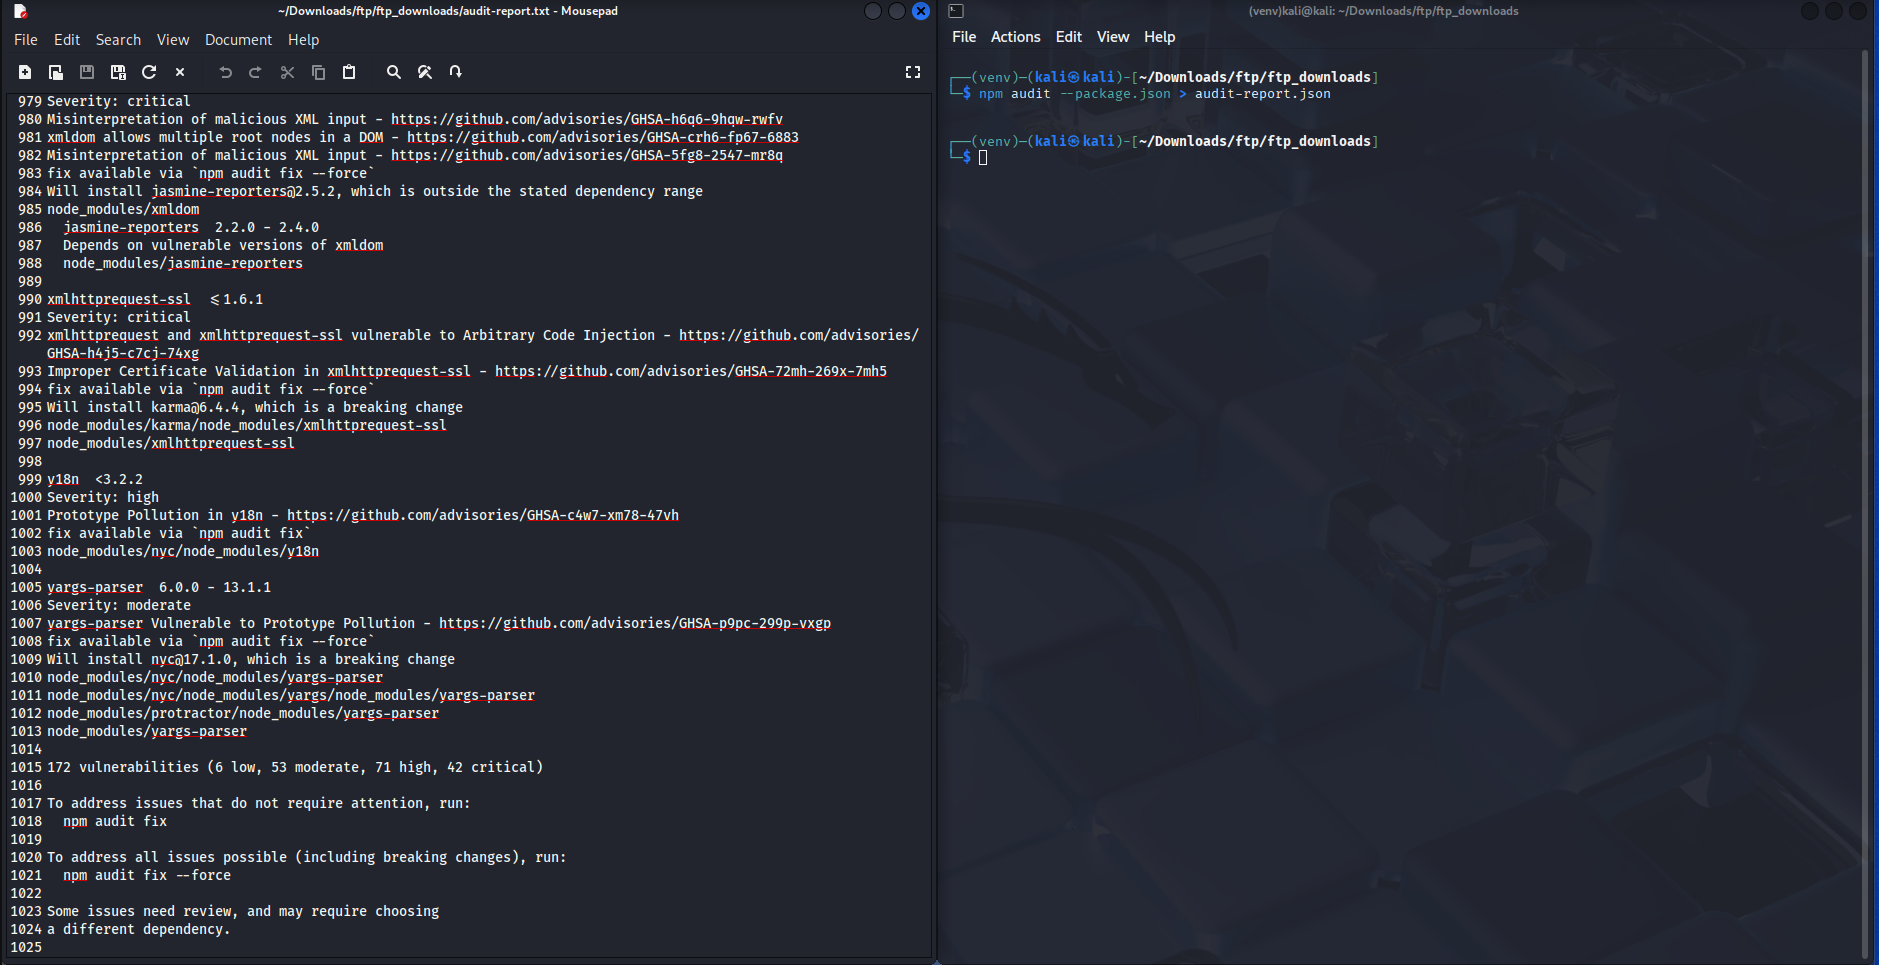 ~/Downloads/ftp/ftp_downloads/audit-report.txt - Mousepad
File Edit Search View Document Help
979 Severity: critical
980 Misinterpretation of malicious XML input - https://github.com/advisories/GHSA-h6q6-9hqw-rwfv
981 xmldom allows multiple root nodes in a DOM - https://github.com/advisories/GHSA-crh6-fp67-6883
982 Misinterpretation of malicious XML input - https://github.com/advisories/GHSA-5fg8-2547-mr8q
983 fix available via `npm audit fix --force`
984 Will install jasmine-reporters@2.5.2, which is outside the stated dependency range
985 node_modules/xmldom
986   jasmine-reporters  2.2.0 - 2.4.0
987   Depends on vulnerable versions of xmldom
988   node_modules/jasmine-reporters
989
990 xmlhttprequest-ssl  <=1.6.1
991 Severity: critical
992 xmlhttprequest and xmlhttprequest-ssl vulnerable to Arbitrary Code Injection - https://github.com/advisories/
GHSA-h4j5-c7cj-74xg
993 Improper Certificate Validation in xmlhttprequest-ssl - https://github.com/advisories/GHSA-72mh-269x-7mh5
994 fix available via `npm audit fix --force`
995 Will install karma@6.4.4, which is a breaking change
996 node_modules/karma/node_modules/xmlhttprequest-ssl
997 node_modules/xmlhttprequest-ssl
998
999 y18n  <3.2.2
1000 Severity: high
1001 Prototype Pollution in y18n - https://github.com/advisories/GHSA-c4w7-xm78-47vh
1002 fix available via `npm audit fix`
1003 node_modules/nyc/node_modules/y18n
1004
1005 yargs-parser  6.0.0 - 13.1.1
1006 Severity: moderate
1007 yargs-parser Vulnerable to Prototype Pollution - https://github.com/advisories/GHSA-p9pc-299p-vxgp
1008 fix available via `npm audit fix --force`
1009 Will install nyc@17.1.0, which is a breaking change
1010 node_modules/nyc/node_modules/yargs-parser
1011 node_modules/nyc/node_modules/yargs/node_modules/yargs-parser
1012 node_modules/protractor/node_modules/yargs-parser
1013 node_modules/yargs-parser
1014
1015 172 vulnerabilities (6 low, 53 moderate, 71 high, 42 critical)
1016
1017 To address issues that do not require attention, run:
1018   npm audit fix
1019
1020 To address all issues possible (including breaking changes), run:
1021   npm audit fix --force
1022
1023 Some issues need review, and may require choosing
1024 a different dependency.
1025
(venv)kali@kali: ~/Downloads/ftp/ftp_downloads
File Actions Edit View Help
┌──(venv)─(kali㉿kali)-[~/Downloads/ftp/ftp_downloads]
└─$ npm audit --package.json > audit-report.json
┌──(venv)─(kali㉿kali)-[~/Downloads/ftp/ftp_downloads]
└─$